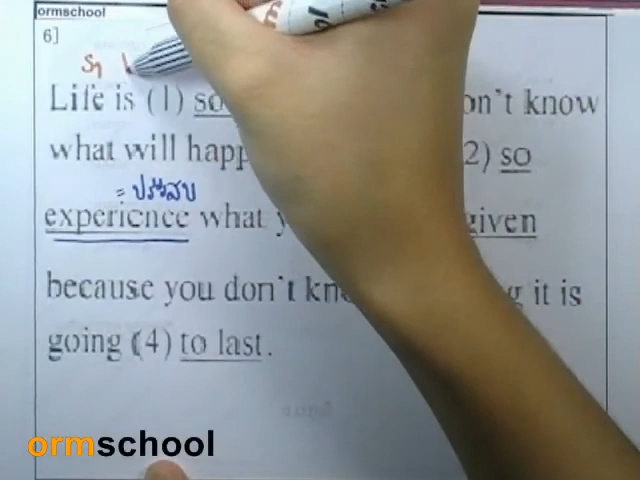 ormschool
6]
Life is (1) so on't know
what will happ 2) so
= ประสบ
experience what given
because you don't kn g it is
going (4) to last.
ormschool